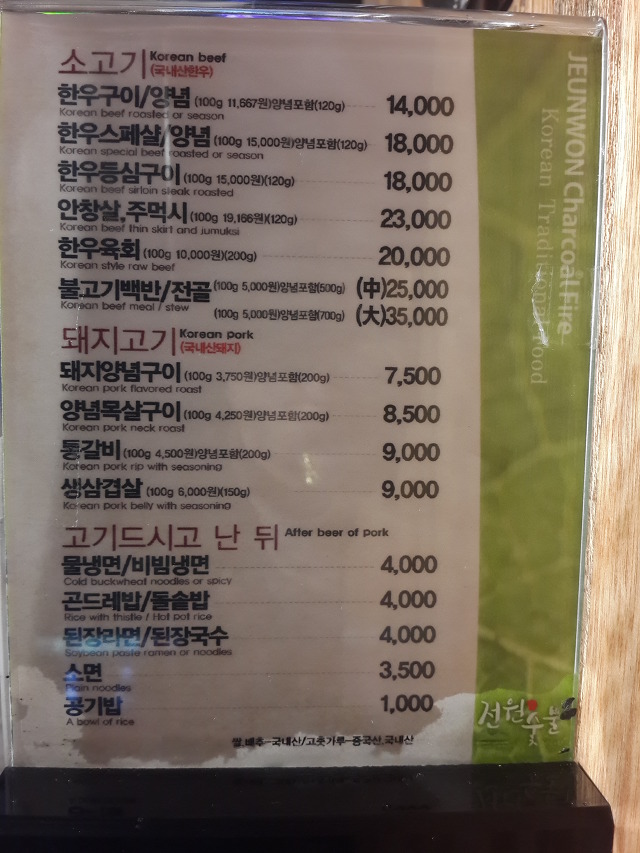 소고기 Korean beef
(국내산한우)
한우구이/양념 (100g 11,667원)양념포함(120g) 14,000
Korean beef roasted or season
한우스페샬/양념 (100g 15,000원)양념포함(120g) 18,000
Korean special beef roasted or season
한우등심구이 (100g 15,000원)(120g) 18,000
Korean beef sirloin steak roasted
안창살,주먹시 (100g 19,166원)(120g) 23,000
Korean beef thin skirt and jumuksi
한우육회 (100g 10,000원)(200g) 20,000
Korean style raw beef
불고기백반/전골 (100g 5,000원)양념포함(500g) (中)25,000
Korean beef meal / stew
(100g 5,000원)양념포함(700g) (大)35,000
돼지고기 Korean pork
(국내산돼지)
돼지양념구이 (100g 3,750원)양념포함(200g) 7,500
Korean pork flavored roast
양념목살구이 (100g 4,250원)양념포함(200g) 8,500
Korean pork neck roast
통갈비 (100g 4,500원)양념포함(200g) 9,000
Korean pork rip with seasoning
생삼겹살 (100g 6,000원)(150g) 9,000
Korean pork belly with seasoning
고기드시고 난 뒤 After beer of pork
물냉면/비빔냉면 4,000
Cold buckwheat noodles or spicy
곤드레밥/돌솥밥 4,000
Rice with thistle / Hot pot rice
된장라면/된장국수 4,000
Soybean paste ramen or noodles
소면 3,500
Plain noodles
공기밥 1,000
A bowl of rice
쌀,배추-국내산/고춧가루-중국산,국내산
JEUNWON Charcoal Fire
Korean Traditional food
전원숯불